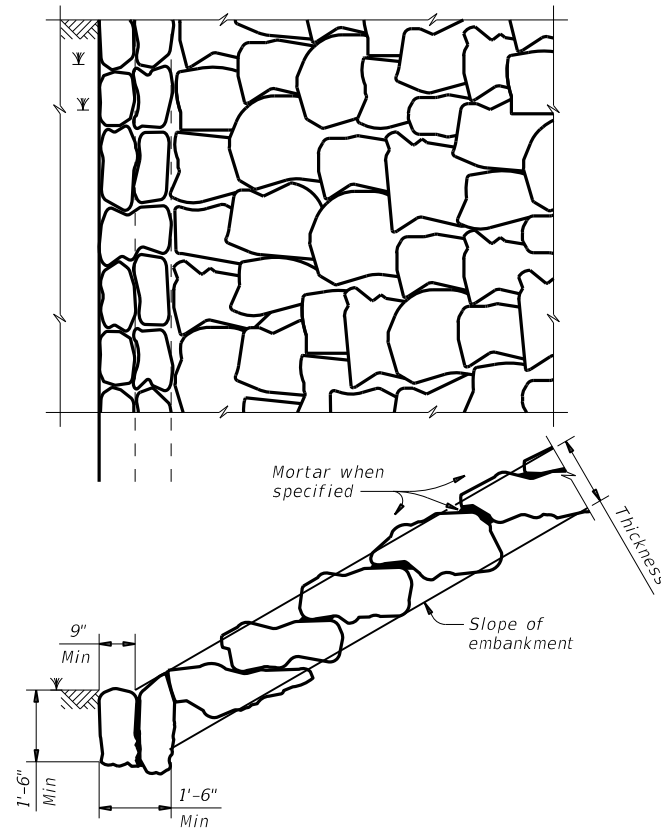 Mortar when
specified
Thickness
Slope of
embankment
9"
Min
1'-6"
Min
1'-6"
Min